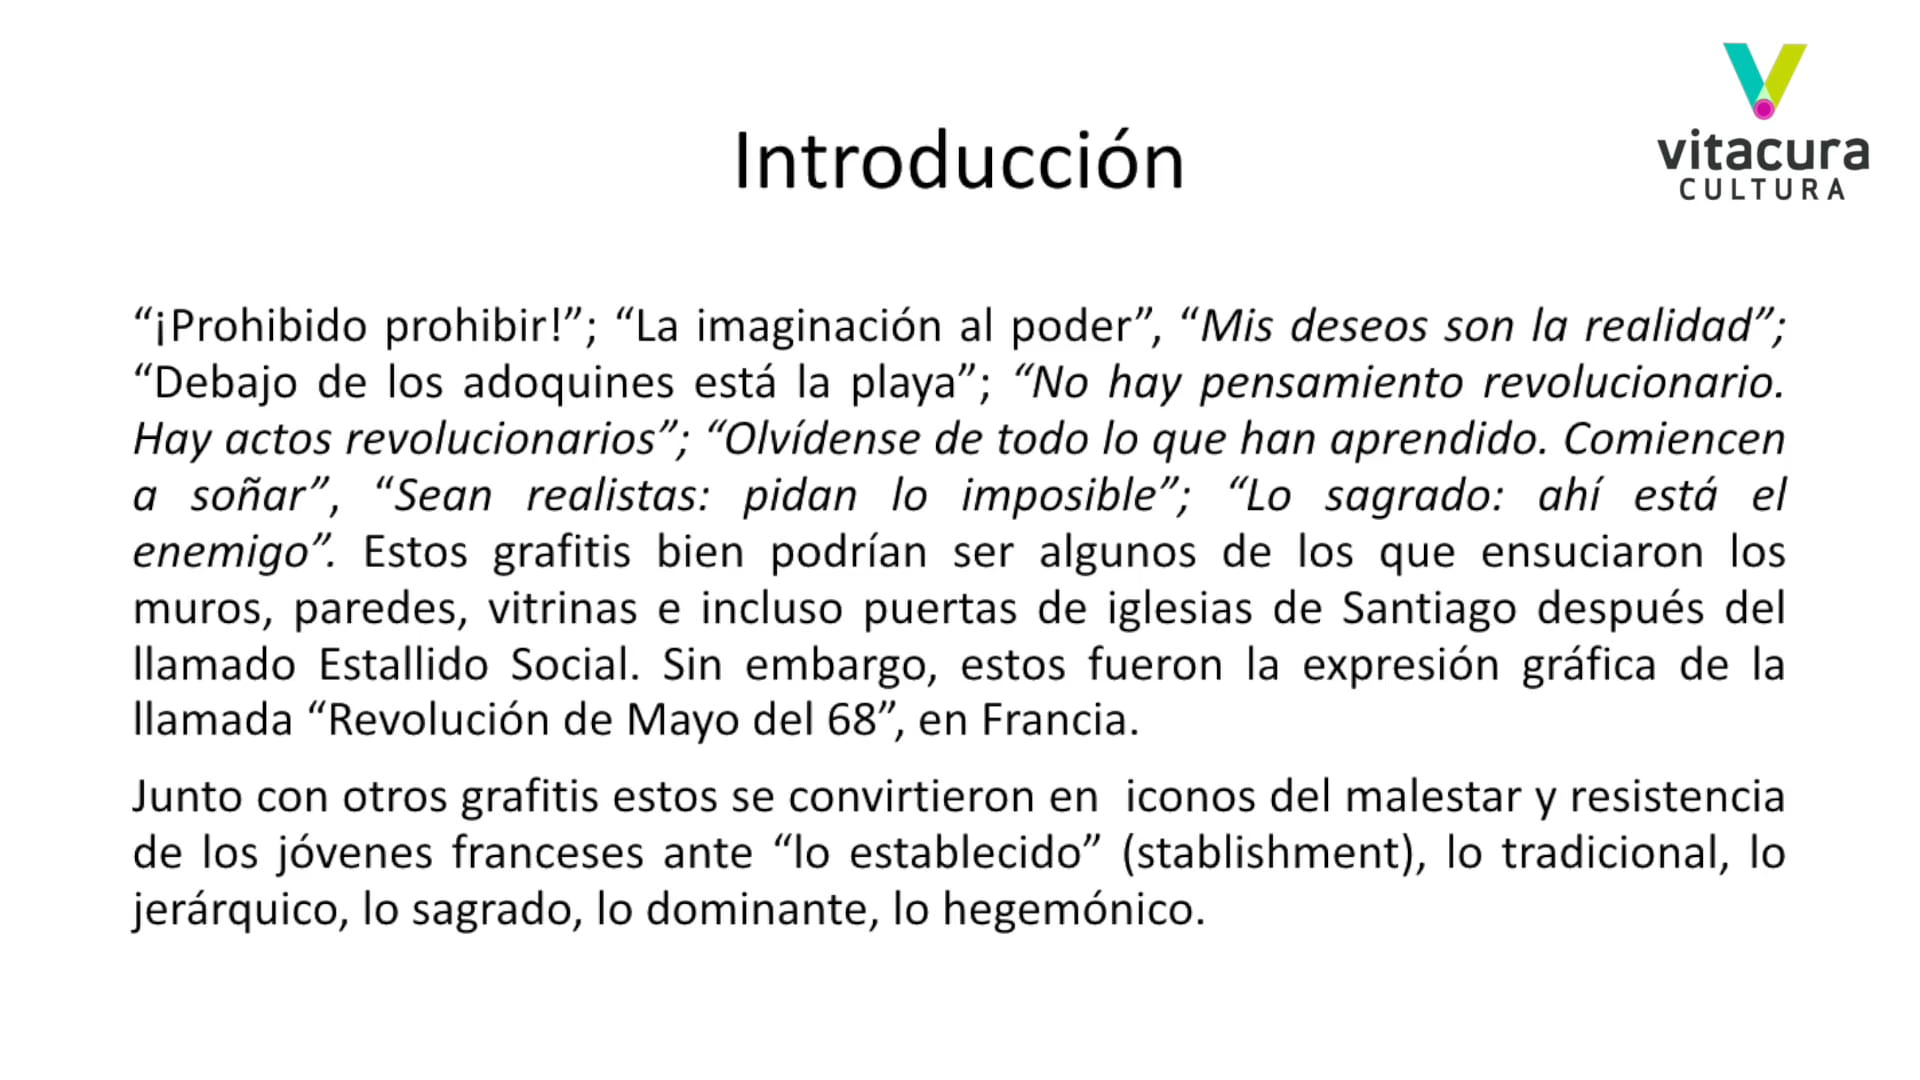 vitacura
CULTURA
Introducción
“¡Prohibido prohibir!”; “La imaginación al poder”, “Mis deseos son la realidad”;
“Debajo de los adoquines está la playa”; “No hay pensamiento revolucionario.
Hay actos revolucionarios”; “Olvídense de todo lo que han aprendido. Comiencen
a soñar”, “Sean realistas: pidan lo imposible”; “Lo sagrado: ahí está el
enemigo”. Estos grafitis bien podrían ser algunos de los que ensuciaron los
muros, paredes, vitrinas e incluso puertas de iglesias de Santiago después del
llamado Estallido Social. Sin embargo, estos fueron la expresión gráfica de la
llamada “Revolución de Mayo del 68”, en Francia.
Junto con otros grafitis estos se convirtieron en  iconos del malestar y resistencia
de los jóvenes franceses ante “lo establecido” (stablishment), lo tradicional, lo
jerárquico, lo sagrado, lo dominante, lo hegemónico.